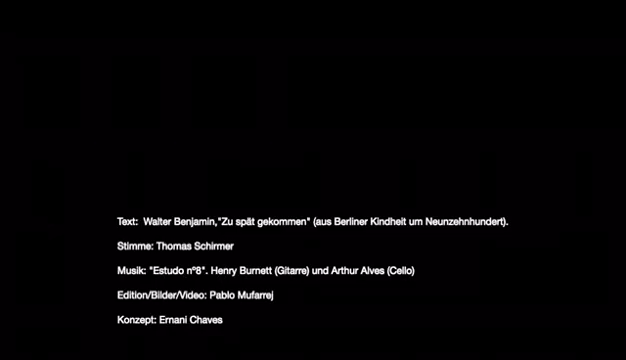 Text: Walter Benjamin,"Zu spät gekommen" (aus Berliner Kindheit um Neunzehnhundert).
Stimme: Thomas Schirmer
Musik: "Estudo nº8". Henry Burnett (Gitarre) und Arthur Alves (Cello)
Edition/Bilder/Video: Pablo Mufarrej
Konzept: Ernani Chaves